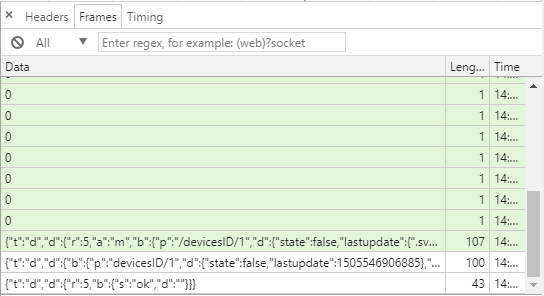 × Headers Frames Timing
All ▼ Enter regex, for example: (web)?socket
Data Leng... Time
0 1 14:...
0 1 14:...
0 1 14:...
0 1 14:...
0 1 14:...
0 1 14:...
0 1 14:...
{"t":"d","d":{"r":5,"a":"m","b":{"p":"/devicesID/1","d":{"state":false,"lastupdate":{".sv... 107 14:...
{"t":"d","d":{"b":{"p":"devicesID/1","d":{"state":false,"lastupdate":1505546906885},"... 100 14:...
{"t":"d","d":{"r":5,"b":{"s":"ok","d":""}}} 43 14:...